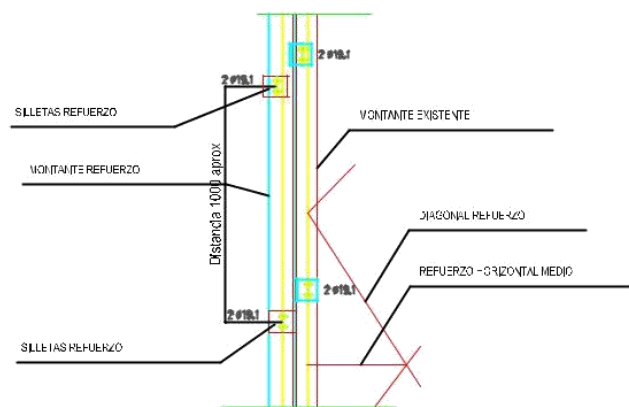 2 ø19.1
2 ø19.1
SILLETAS REFUERZO
MONTANTE EXISTENTE
MONTANTE REFUERZO
Distancia 1000 aprox
DIAGONAL REFUERZO
REFUERZO HORIZONTAL MEDIO
2 ø19.1
2 ø19.1
SILLETAS REFUERZO